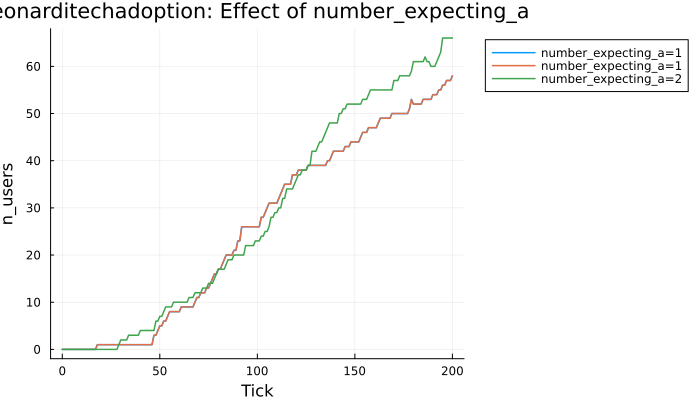 eonarditechadoption: Effect of number_expecting_a
number_expecting_a=1
number_expecting_a=1
number_expecting_a=2
n_users
60
50
40
30
20
10
0
0 50 100 150 200
Tick